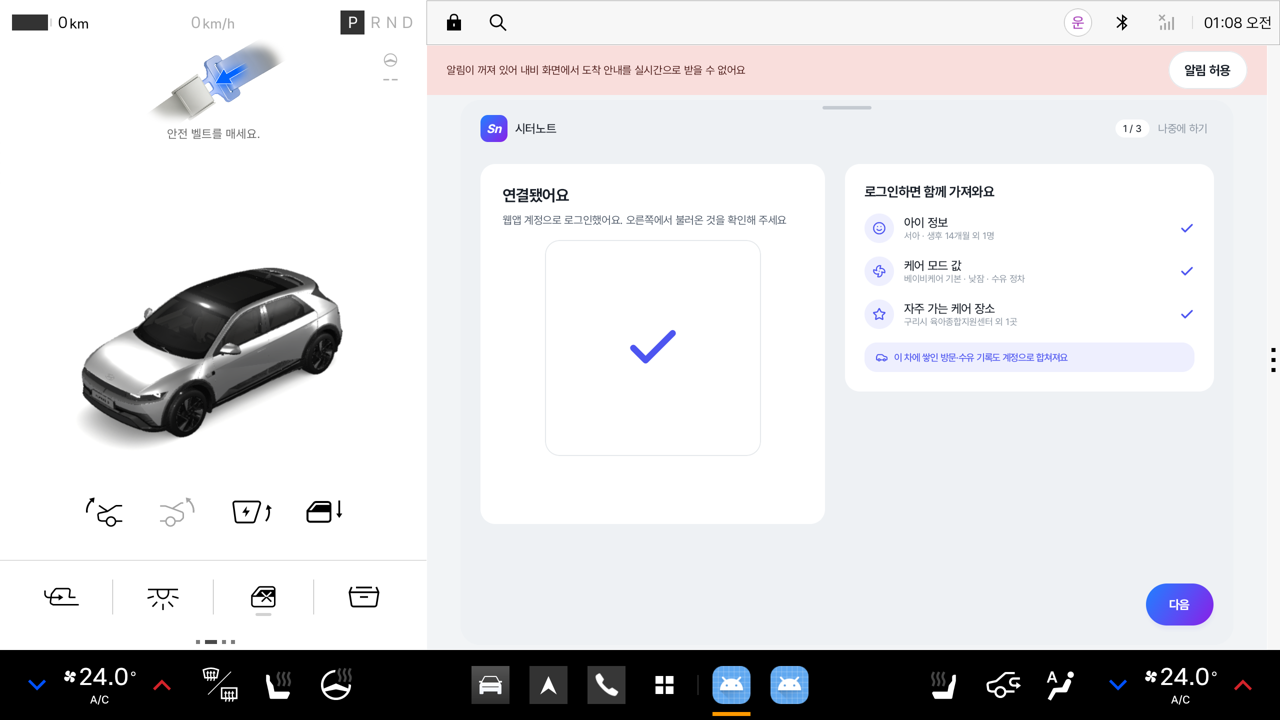 0 km
0 km/h
P R N D
안전 벨트를 매세요.
운
01:08 오전
알림이 꺼져 있어 내비 화면에서 도착 안내를 실시간으로 받을 수 없어요
알림 허용
Sn 시터노트
1 / 3
나중에 하기
연결됐어요
웹앱 계정으로 로그인했어요. 오른쪽에서 불러온 것을 확인해 주세요
로그인하면 함께 가져와요
아이 정보
서아 · 생후 14개월 외 1명
케어 모드 값
베이비케어 기본 · 낮잠 · 수유 정차
자주 가는 케어 장소
구리시 육아종합지원센터 외 1곳
이 차에 쌓인 방문·수유 기록도 계정으로 합쳐져요
다음
24.0°
A/C
A
24.0°
A/C